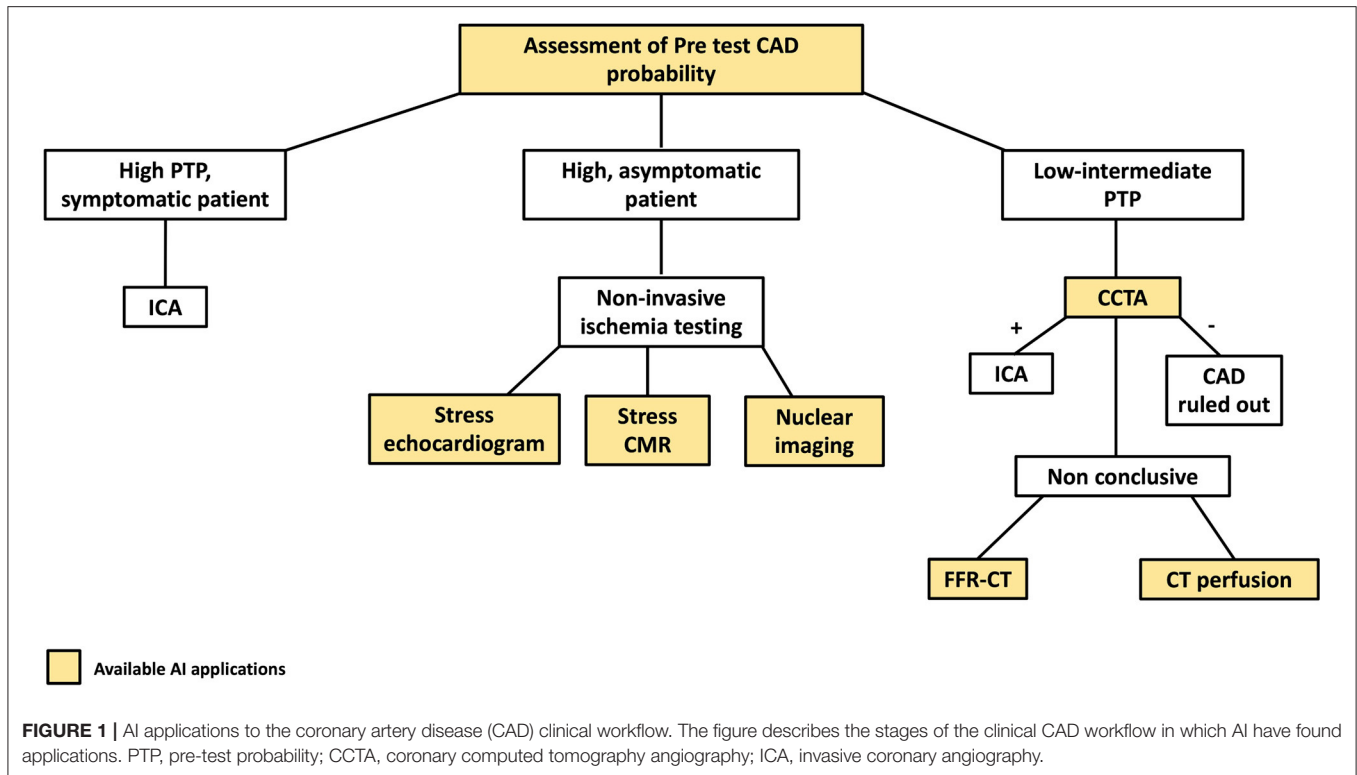 Assessment of Pre test CAD
probability
High PTP,
symptomatic patient
High, asymptomatic
patient
Low-intermediate
PTP
ICA
Non-invasive
ischemia testing
CCTA
+
-
ICA
CAD
ruled out
Stress
echocardiogram
Stress
CMR
Nuclear
imaging
Non conclusive
FFR-CT
CT perfusion
Available AI applications
FIGURE 1 | AI applications to the coronary artery disease (CAD) clinical workflow. The figure describes the stages of the clinical CAD workflow in which AI have found
applications. PTP, pre-test probability; CCTA, coronary computed tomography angiography; ICA, invasive coronary angiography.